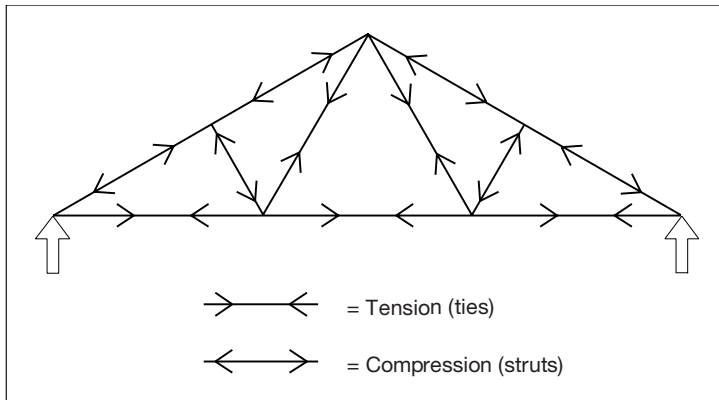 = Tension (ties)
= Compression (struts)